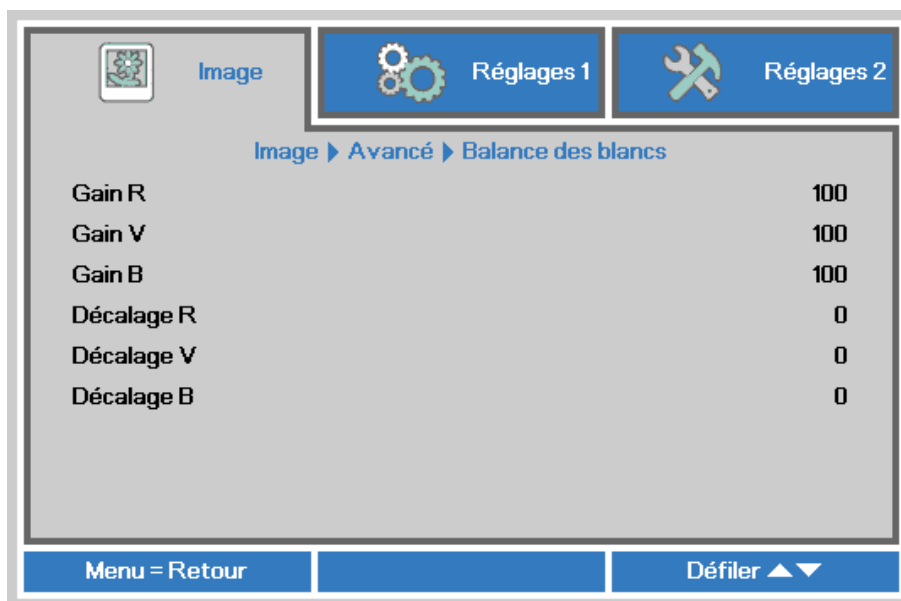 Image
Réglages 1
Réglages 2
Image ▶ Avancé ▶ Balance des blancs
Gain R 100
Gain V 100
Gain B 100
Décalage R 0
Décalage V 0
Décalage B 0
Menu = Retour
Défiler ▲▼